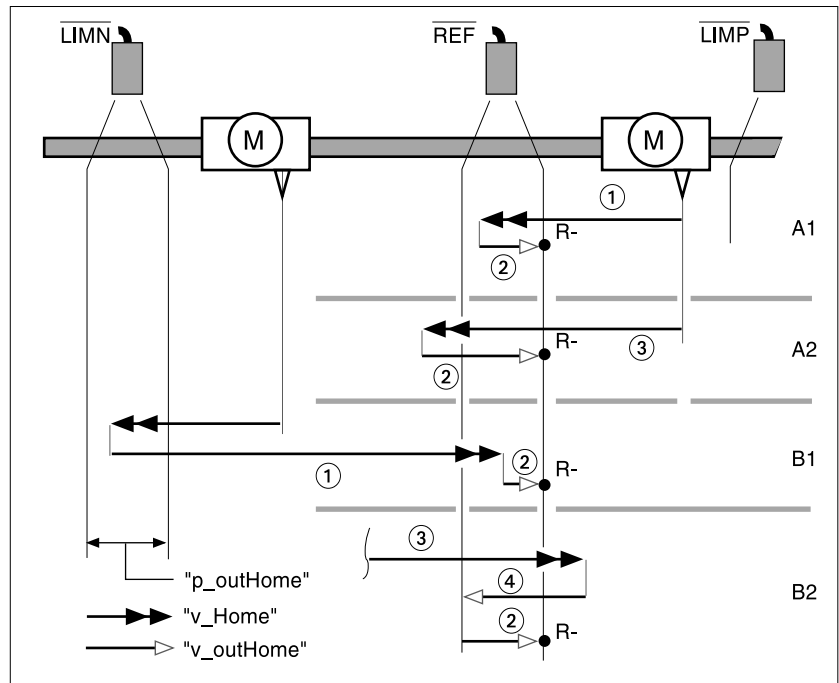 LIMN REF LIMP
M M
1
R- A1
2
R-
3 A2
2
1 2 R- B1
3
"p_outHome" 4 B2
"v_Home" 2 R-
"v_outHome"